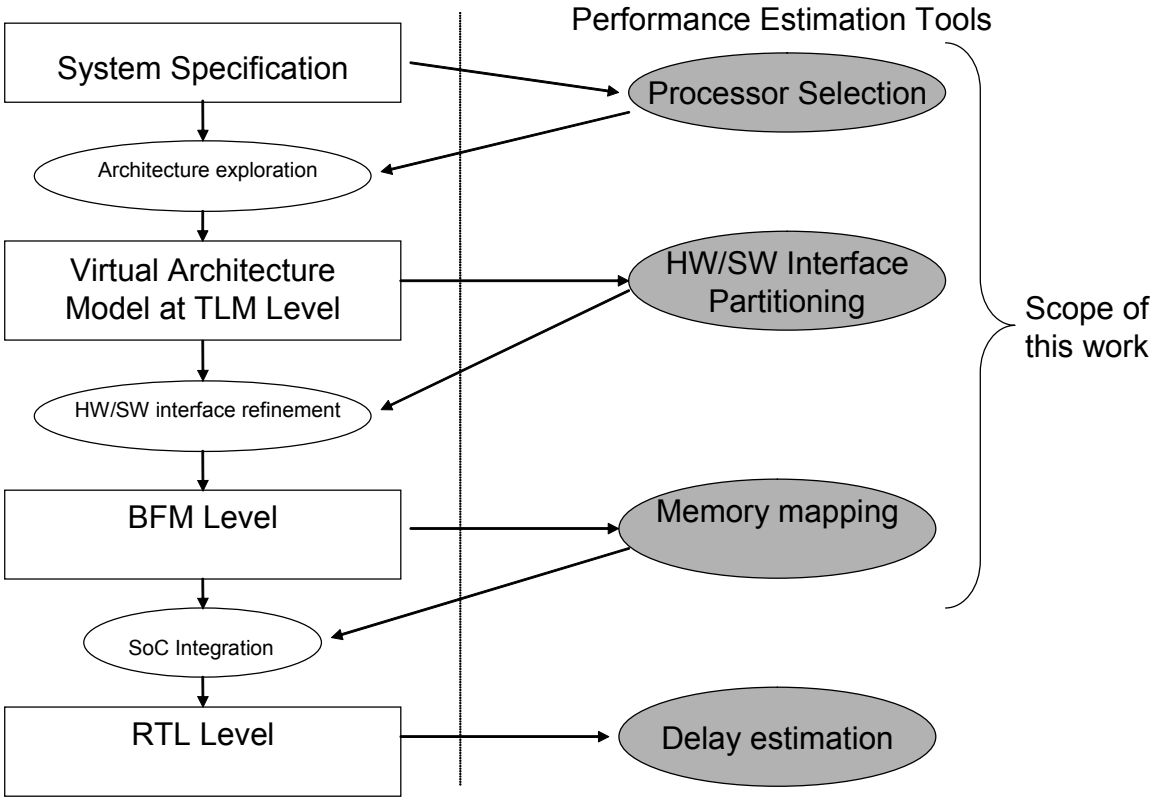 Performance Estimation Tools
System Specification
Processor Selection
Architecture exploration
Virtual Architecture
Model at TLM Level
HW/SW Interface
Partitioning
Scope of
this work
HW/SW interface refinement
BFM Level
Memory mapping
SoC Integration
RTL Level
Delay estimation